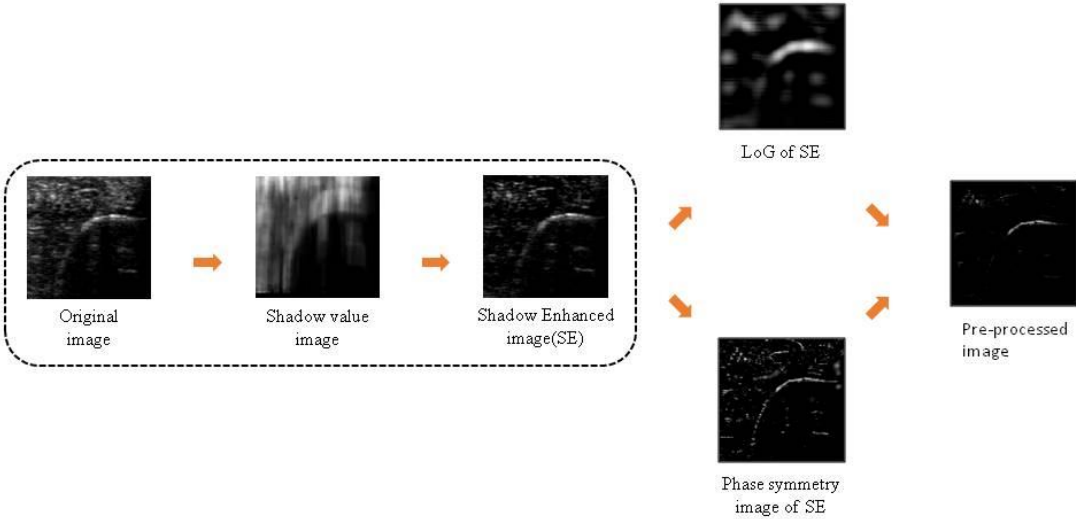 LoG of SE
Original
image
Shadow value
image
Shadow Enhanced
image(SE)
Pre-processed
image
Phase symmetry
image of SE